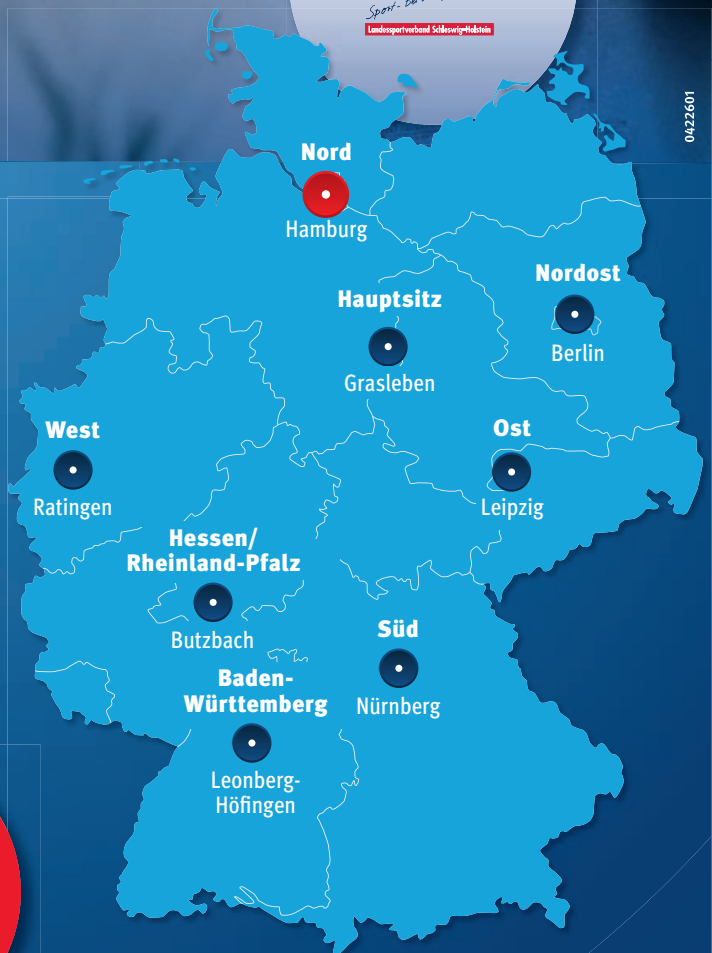 Sport-
Landessportverband Schleswig-Holstein
0422601
Nord
Hamburg
Nordost
Berlin
Hauptsitz
Grasleben
West
Ratingen
Ost
Leipzig
Hessen/
Rheinland-Pfalz
Butzbach
Süd
Nürnberg
Baden-
Württemberg
Leonberg-
Höfingen